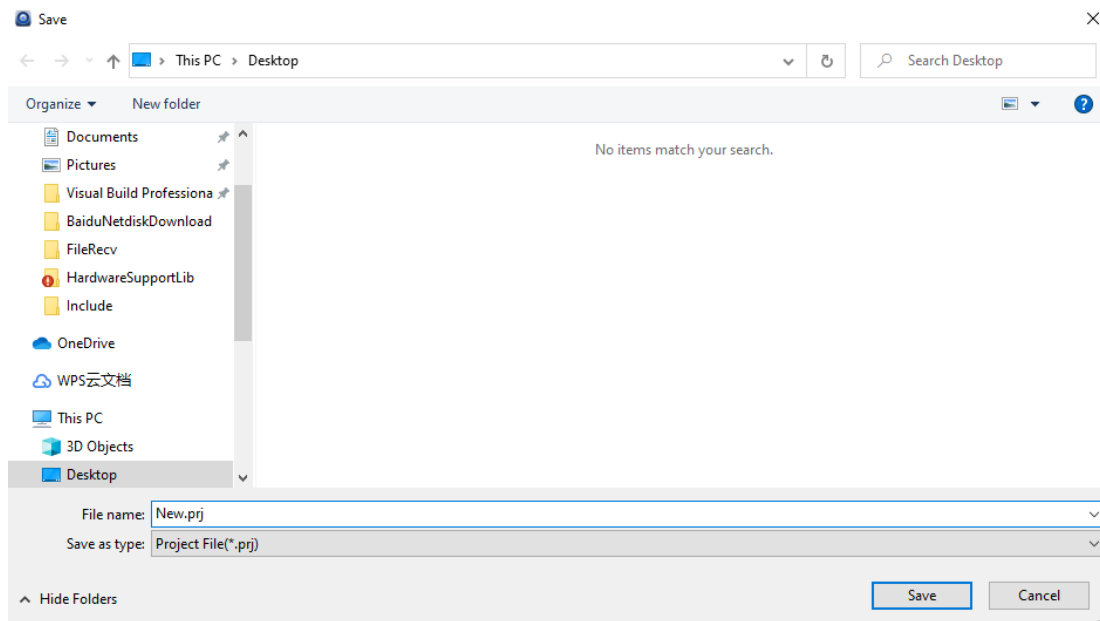 Save
This PC > Desktop
Search Desktop
Organize New folder
Documents
No items match your search.
Pictures
Visual Build Professiona
BaiduNetdiskDownload
FileRecv
HardwareSupportLib
Include
OneDrive
WPS云文档
This PC
3D Objects
Desktop
File name: New.prj
Save as type: Project File(*.prj)
Hide Folders Save Cancel